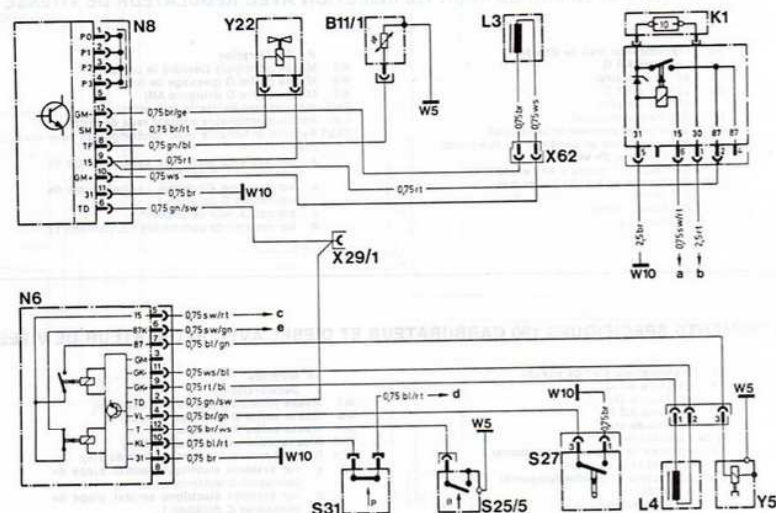 N8
Y22
B11/1
L3
K1
P0
P1
P2
P3
5
12
GM-
SM
TF
8
15
9
GM+
10
31
11
TD
6
0,75 br/ge
0,75 br/rt
0,75 gn/bl
0,75 rt
0,75 ws
0,75 br
0,75 gn/sw
W10
W5
0,75 br
0,75 ws
X62
0,75 rt
X29/1
10
31
15
30
87
87
2,5 br
0,75 sw/rt
2,5 rt
W10
a
b
N6
15
87K
87
GM
GK-
GK+
TD
VL
T
KL
31
5
6
7
3
11
9
2
4
12
10
1
8
0,75 sw/rt
c
0,75 sw/gn
e
0,75 bl/gn
0,75 ws/bl
0,75 rt/bl
0,75 gn/sw
0,75 br/gn
0,75 br/ws
0,75 bl/rt
0,75 br
W10
0,75 bl/rt
d
W5
W10
0,75 br
S31
P
S25/5
P
S27
3
1
1
2
3
L4
W5
Y5